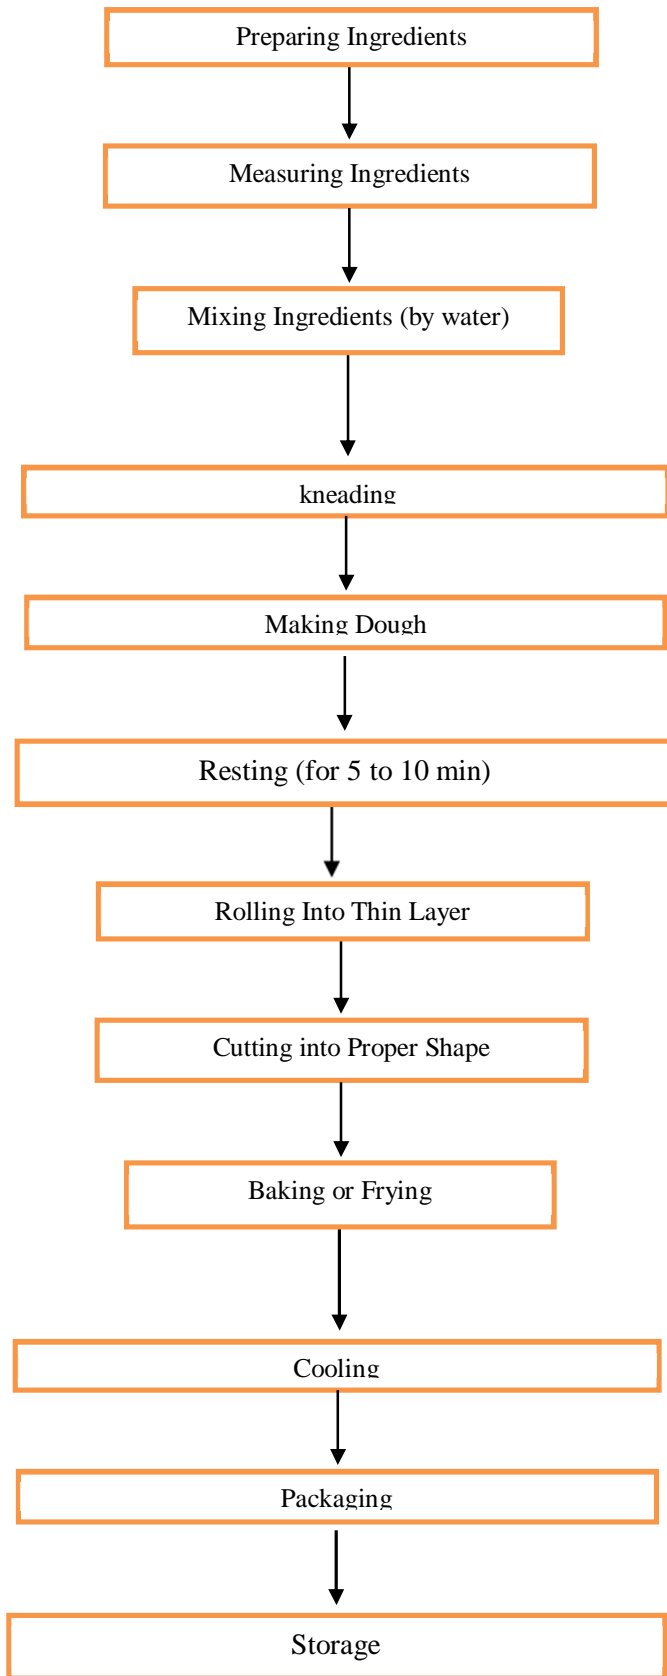 Preparing Ingredients
Measuring Ingredients
Mixing Ingredients (by water)
kneading
Making Dough
Resting (for 5 to 10 min)
Rolling Into Thin Layer
Cutting into Proper Shape
Baking or Frying
Cooling
Packaging
Storage